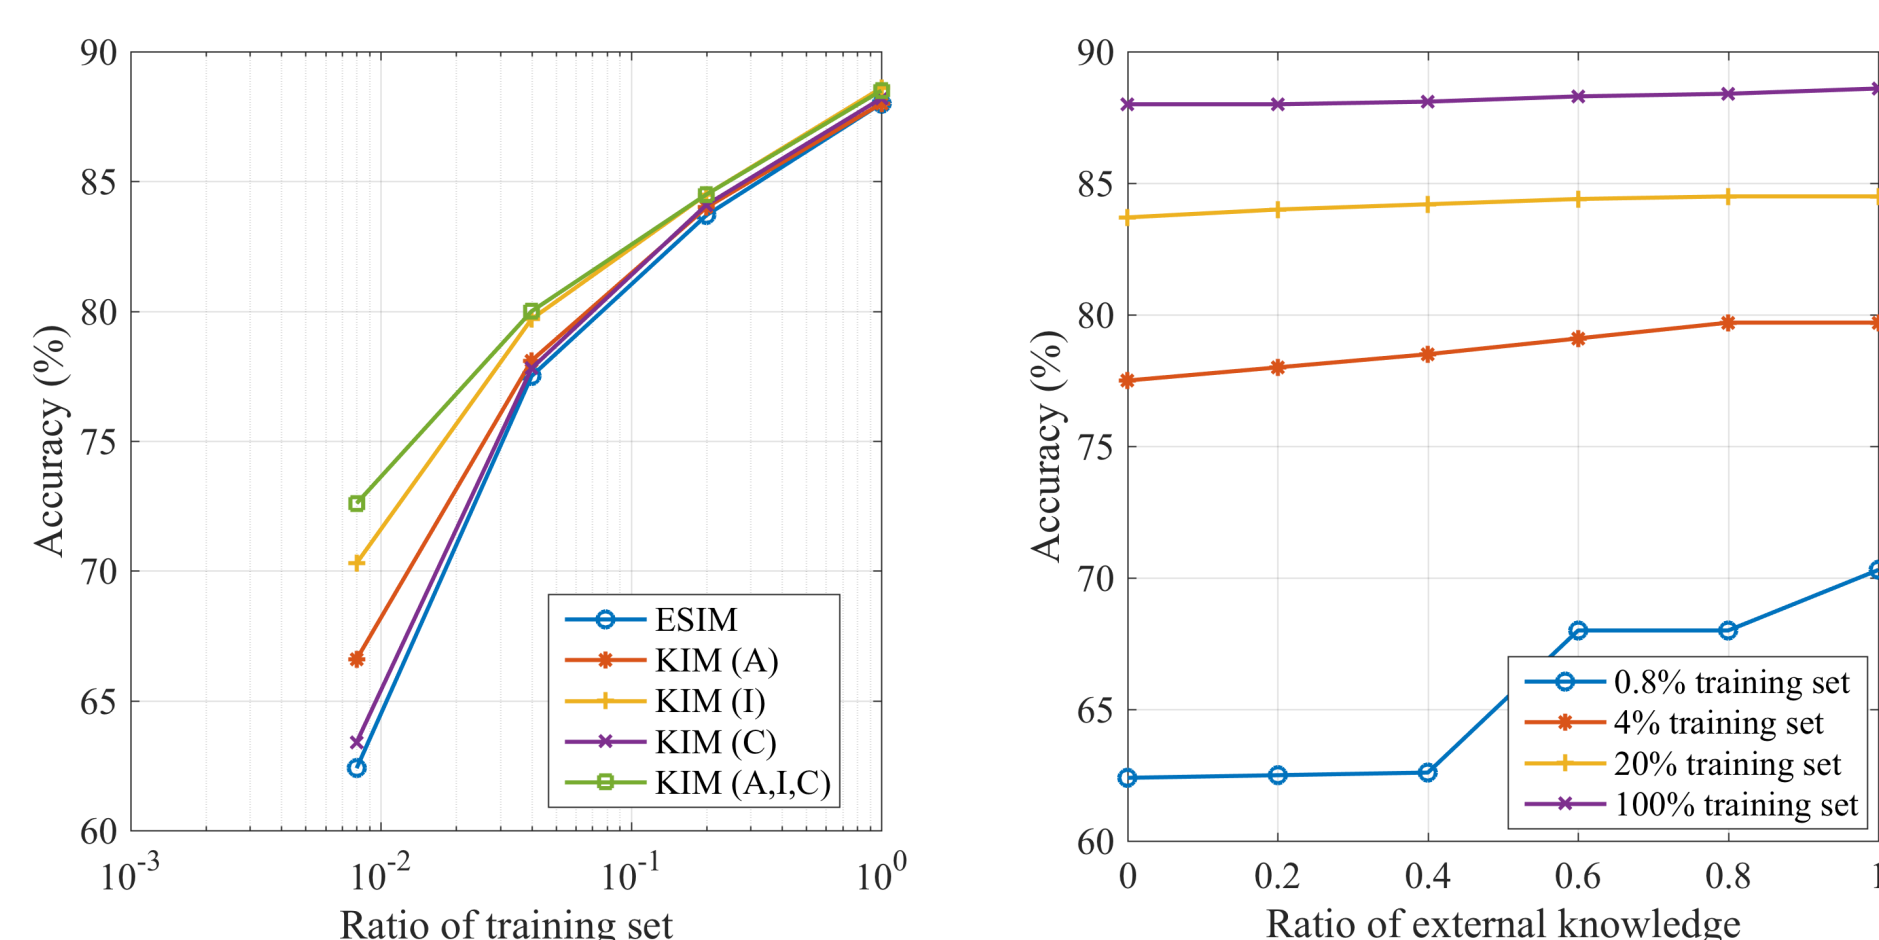 Accuracy (%)
90
85
80
75
70
65
60
10-3
10-2
10-1
100
Ratio of training set
ESIM
KIM (A)
KIM (I)
KIM (C)
KIM (A,I,C)
Accuracy (%)
90
85
80
75
70
65
60
0
0.2
0.4
0.6
0.8
1
Ratio of external knowledge
0.8% training set
4% training set
20% training set
100% training set